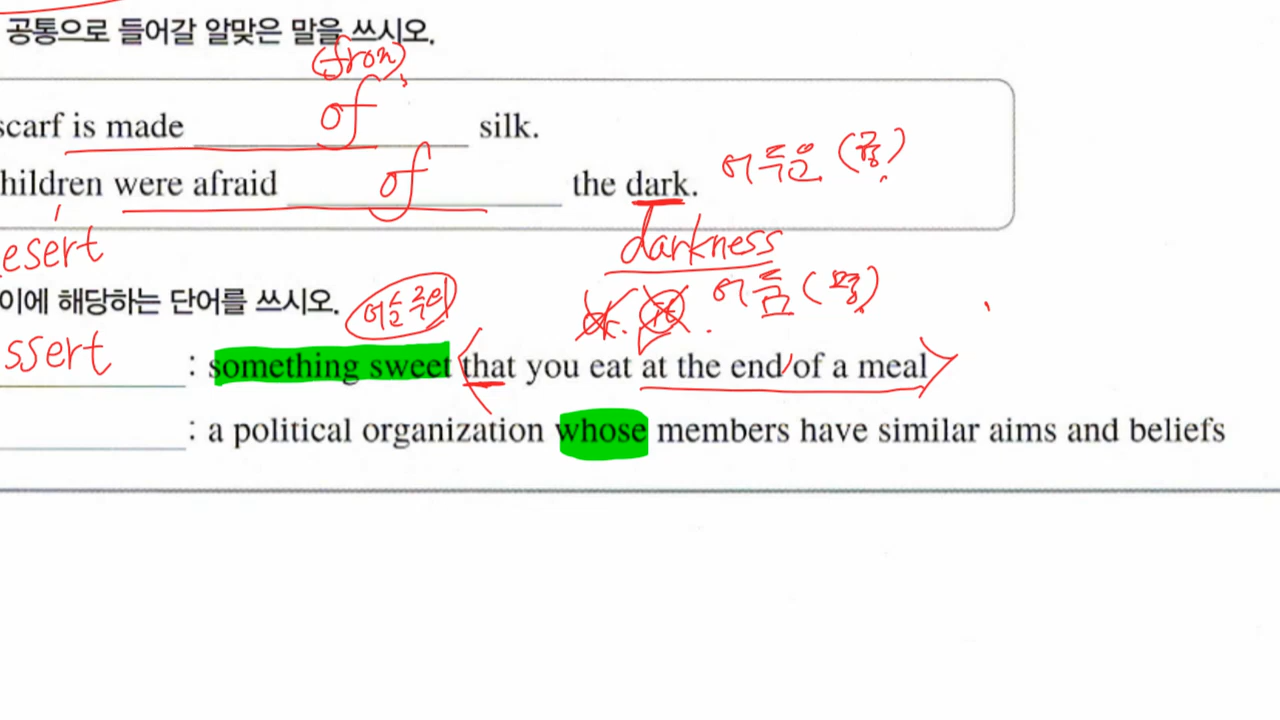 공통으로 들어갈 알맞은 말을 쓰시오.
(from)
scarf is made of silk.
hildren were afraid of the dark. 어두운 (형)
esert darkness
이에 해당하는 단어를 쓰시오. 어순주의 어둠 (명)
ssert : something sweet that you eat at the end of a meal
: a political organization whose members have similar aims and beliefs